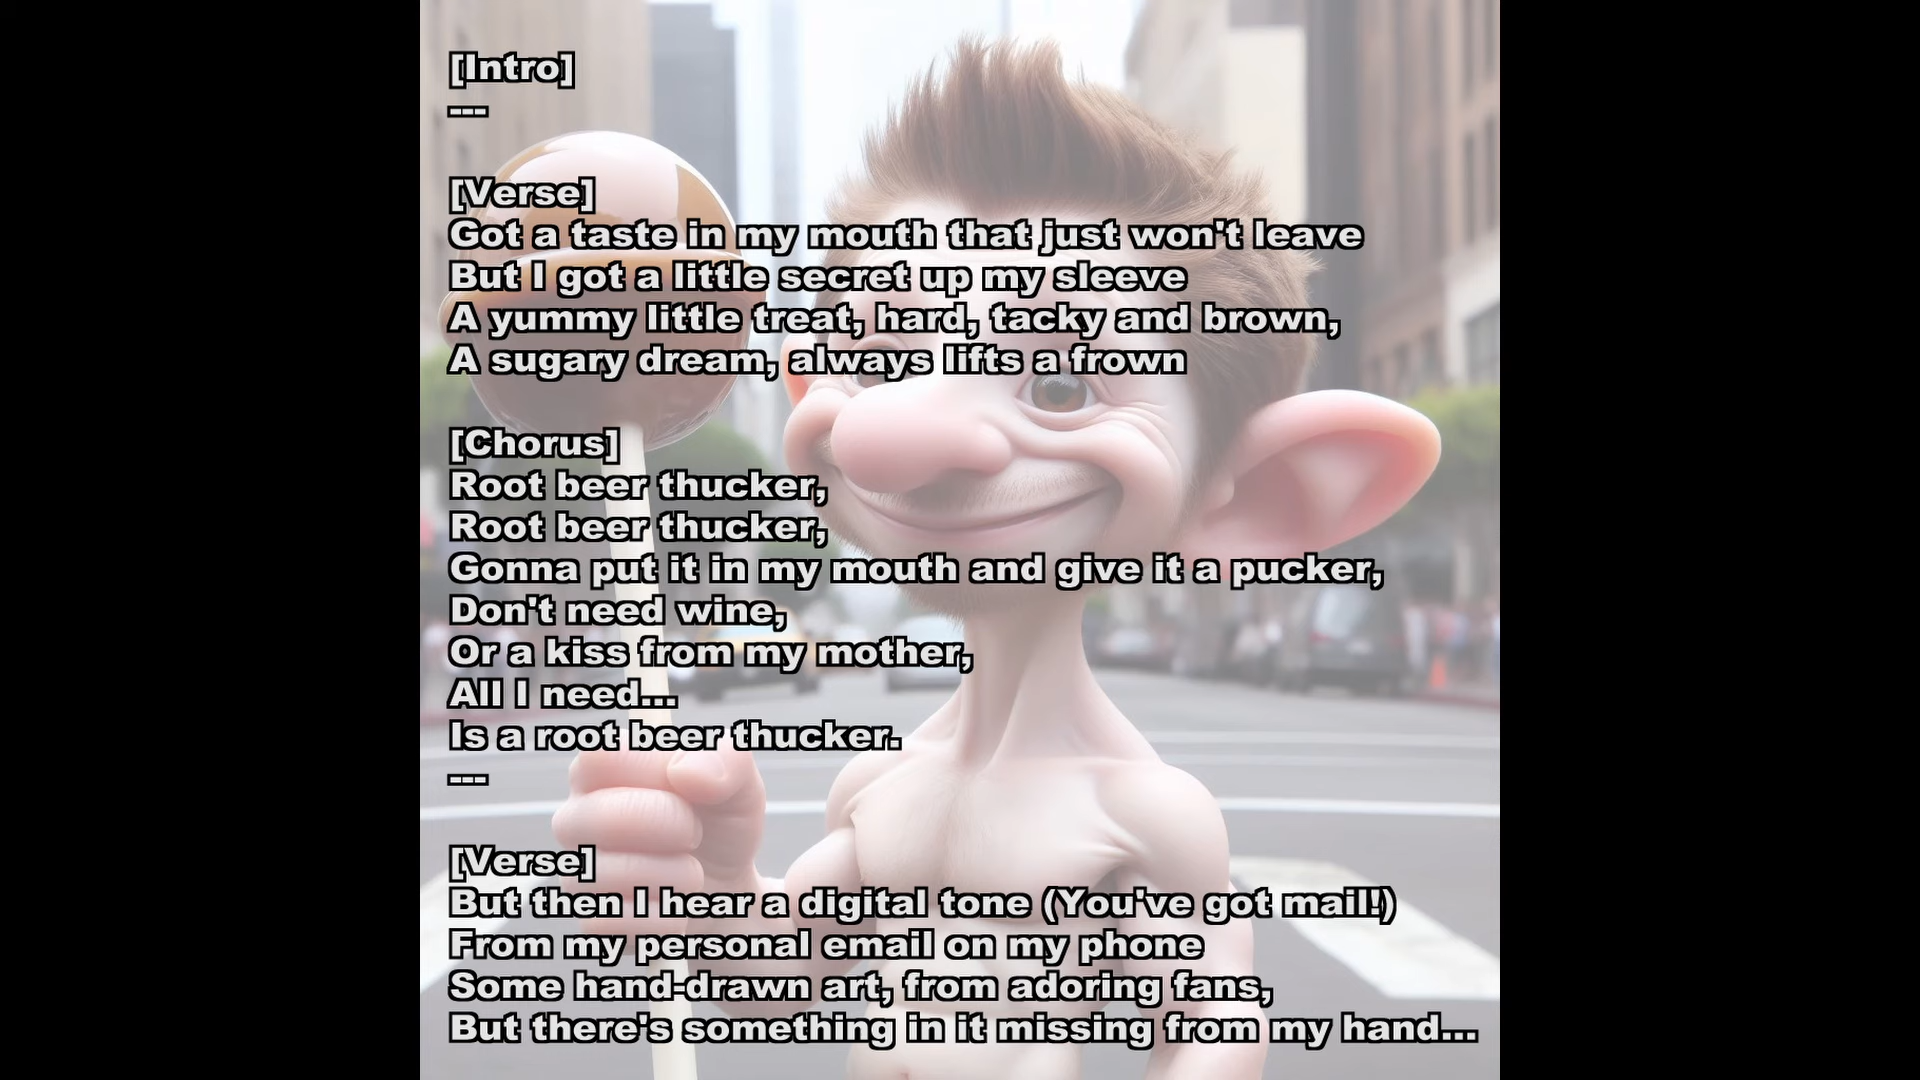 [Intro]
---
[Verse]
Got a taste in my mouth that just won't leave
But I got a little secret up my sleeve
A yummy little treat, hard, tacky and brown,
A sugary dream, always lifts a frown
[Chorus]
Root beer thucker,
Root beer thucker,
Gonna put it in my mouth and give it a pucker,
Don't need wine,
Or a kiss from my mother,
All I need...
Is a root beer thucker.
---
[Verse]
But then I hear a digital tone (You've got mail!)
From my personal email on my phone
Some hand-drawn art, from adoring fans,
But there's something in it missing from my hand...